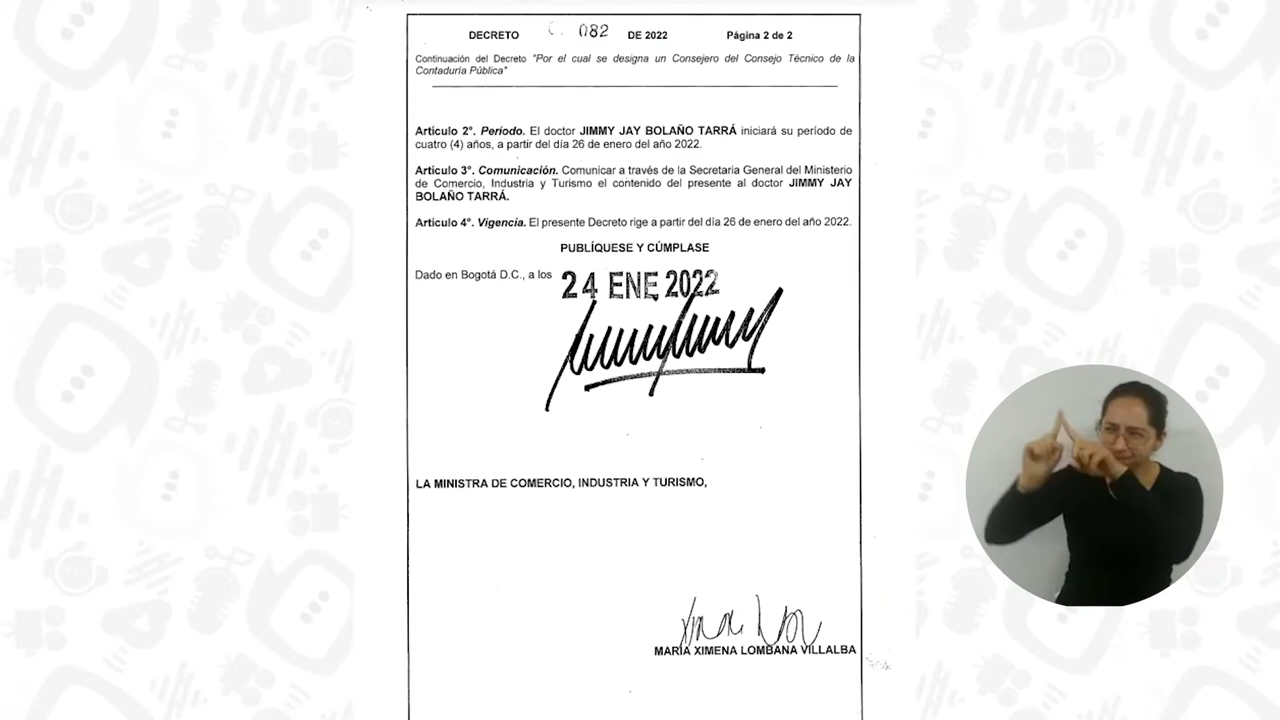 DECRETO 082 DE 2022 Página 2 de 2
Continuación del Decreto "Por el cual se designa un Consejero del Consejo Técnico de la
Contaduría Pública"
Articulo 2°. Período. El doctor JIMMY JAY BOLAÑO TARRÁ iniciará su período de
cuatro (4) años, a partir del día 26 de enero del año 2022.
Artículo 3°. Comunicación. Comunicar a través de la Secretaria General del Ministerio
de Comercio, Industria y Turismo el contenido del presente al doctor JIMMY JAY
BOLAÑO TARRÁ.
Artículo 4°. Vigencia. El presente Decreto rige a partir del día 26 de enero del año 2022.
PUBLÍQUESE Y CÚMPLASE
Dado en Bogotá D.C., a los 24 ENE 2022
LA MINISTRA DE COMERCIO, INDUSTRIA Y TURISMO,
MARÍA XIMENA LOMBANA VILLALBA